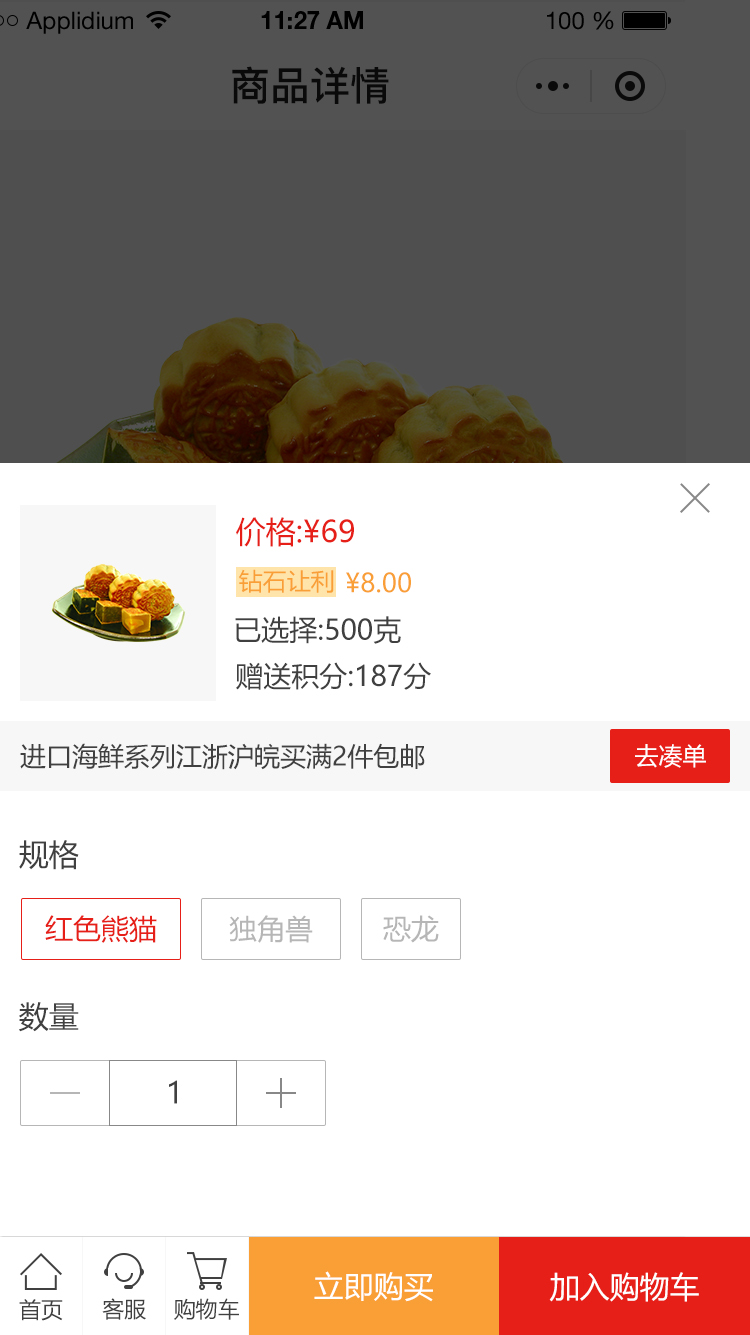 Applidium 11:27 AM 100 %
商品详情
价格:¥69
钻石让利 ¥8.00
已选择:500克
赠送积分:187分
进口海鲜系列江浙沪皖买满2件包邮 去凑单
规格
红色熊猫 独角兽 恐龙
数量
1
首页 客服 购物车 立即购买 加入购物车